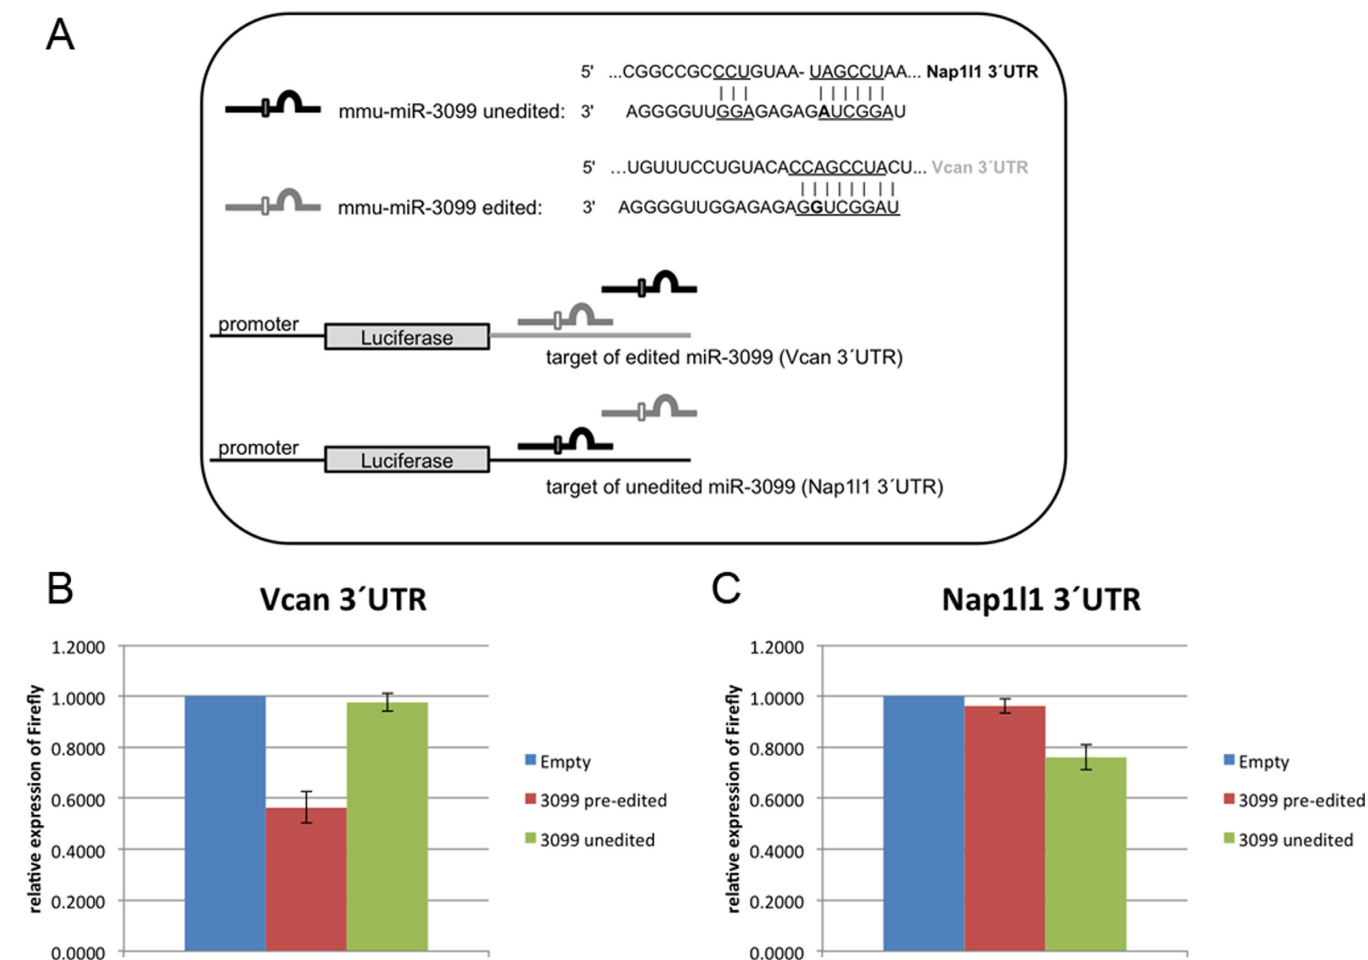 A
5' ...CGGCCGCCCUGUAA- UAGCCUAA... Nap1l1 3´UTR
mmu-miR-3099 unedited: 3' AGGGGUUGGAGAGAGAUCGGAU
5' ...UGUUUCCUGUACACCAGCCUACU... Vcan 3´UTR
mmu-miR-3099 edited: 3' AGGGGUUGGAGAGAGGUCGGAU
promoter
Luciferase
target of edited miR-3099 (Vcan 3´UTR)
promoter
Luciferase
target of unedited miR-3099 (Nap1l1 3´UTR)
B
Vcan 3´UTR
relative expression of Firefly
1.2000
1.0000
0.8000
0.6000
0.4000
0.2000
0.0000
Empty
3099 pre-edited
3099 unedited
C
Nap1l1 3´UTR
relative expression of Firefly
1.2000
1.0000
0.8000
0.6000
0.4000
0.2000
0.0000
Empty
3099 pre-edited
3099 unedited